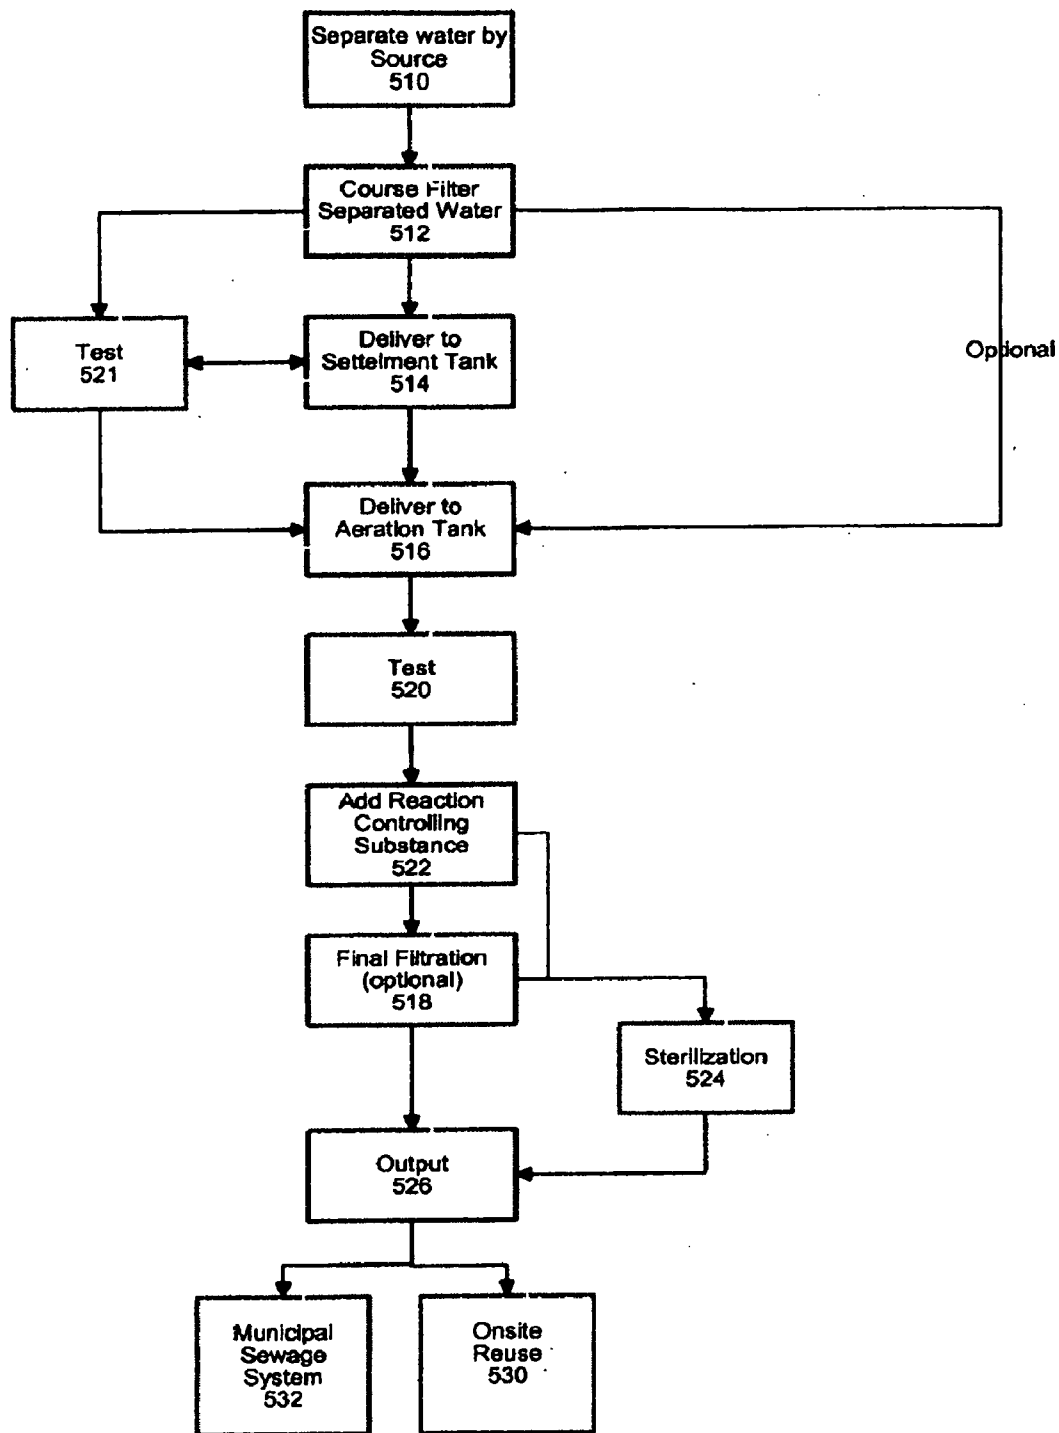 Separate water by
Source
510
Course Filter
Separated Water
512
Test
521
Deliver to
Settelment Tank
514
Optional
Deliver to
Aeration Tank
516
Test
520
Add Reaction
Controlling
Substance
522
Final Filtration
(optional)
518
Sterilization
524
Output
526
Municipal
Sewage
System
532
Onsite
Reuse
530